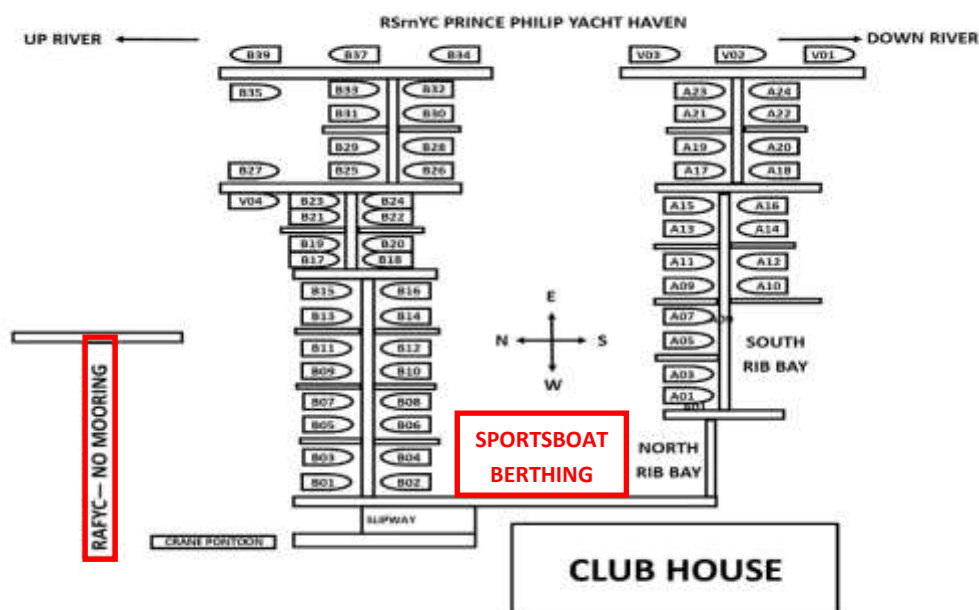 RSrnYC PRINCE PHILIP YACHT HAVEN
UP RIVER
DOWN RIVER
B39 B37 B34 V03 V02 V01
B35 B33 B32 A23 A24
B31 B30 A21 A22
B29 B28 A19 A20
B27 B25 B26 A17 A18
V04 B23 B24 A15 A16
B21 B22 A13 A14
B19 B20 A11 A12
B17 B18 A09 A10
B15 B16
B13 B14 A07
B11 B12 A05
B09 B10 A03
B07 B08 A01
B05 B06
B03 B04
B01 B02
E
N S
W
SOUTH
RIB BAY
NORTH
RIB BAY
SPORTSBOAT
BERTHING
RAFYC— NO MOORING
SLIPWAY
CRANE PONTOON
CLUB HOUSE